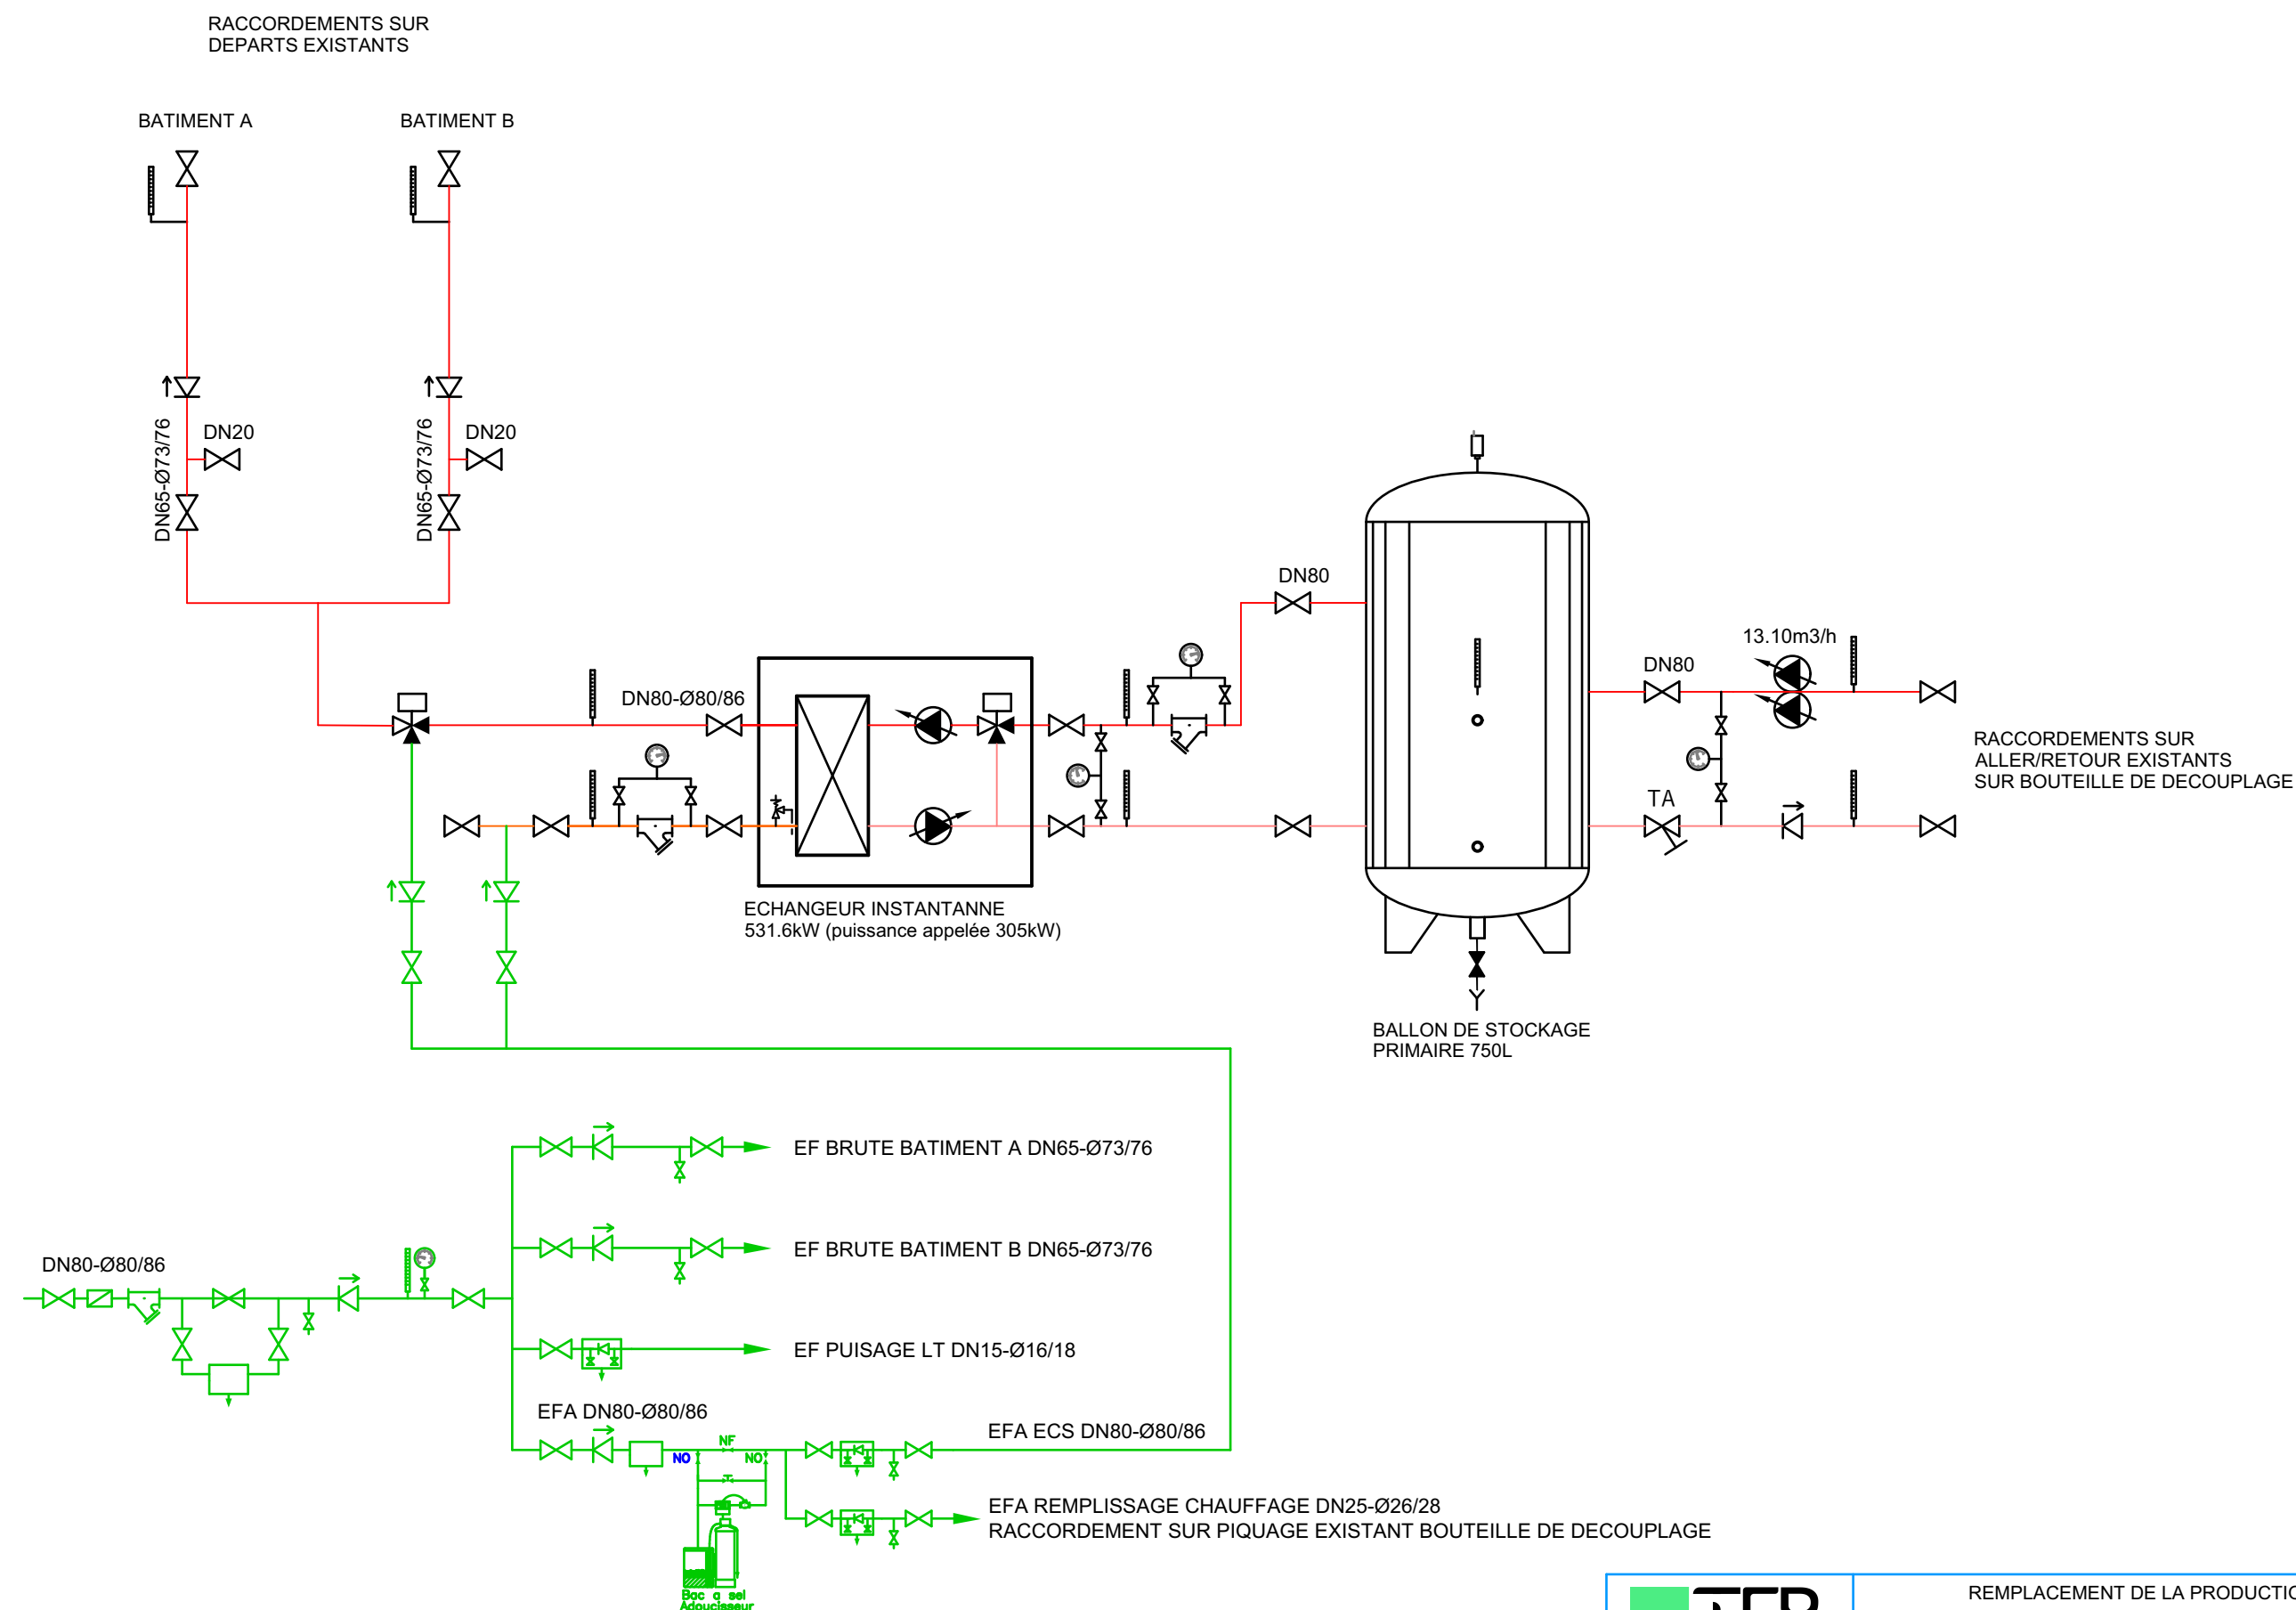 RACCORDEMENTS SUR
DEPARTS EXISTANTS
BATIMENT A
BATIMENT B
DN65-Ø73/76
DN20
DN65-Ø73/76
DN20
DN80
13.10m3/h
DN80
DN80-Ø80/86
RACCORDEMENTS SUR
ALLER/RETOUR EXISTANTS
SUR BOUTEILLE DE DECOUPLAGE
TA
ECHANGEUR INSTANTANNE
531.6kW (puissance appelée 305kW)
BALLON DE STOCKAGE
PRIMAIRE 750L
EF BRUTE BATIMENT A DN65-Ø73/76
EF BRUTE BATIMENT B DN65-Ø73/76
DN80-Ø80/86
EF PUISAGE LT DN15-Ø16/18
EFA DN80-Ø80/86
EFA ECS DN80-Ø80/86
NF
NO
NO
EFA REMPLISSAGE CHAUFFAGE DN25-Ø26/28
RACCORDEMENT SUR PIQUAGE EXISTANT BOUTEILLE DE DECOUPLAGE
Bac a sel
Adoucisseur
REMPLACEMENT DE LA